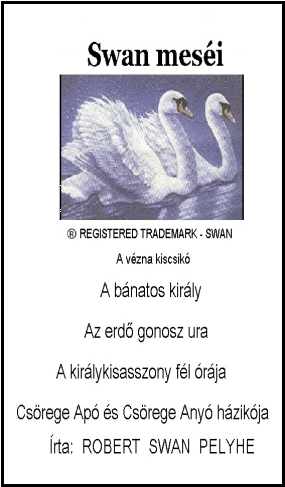 Swan meséi
® REGISTERED TRADEMARK - SWAN
A vézna kiscsikó
A bánatos király
Az erdő gonosz ura
A királykisasszony fél órája
Csörege Apó és Csörege Anyó házikója
Írta: ROBERT SWAN PELYHE